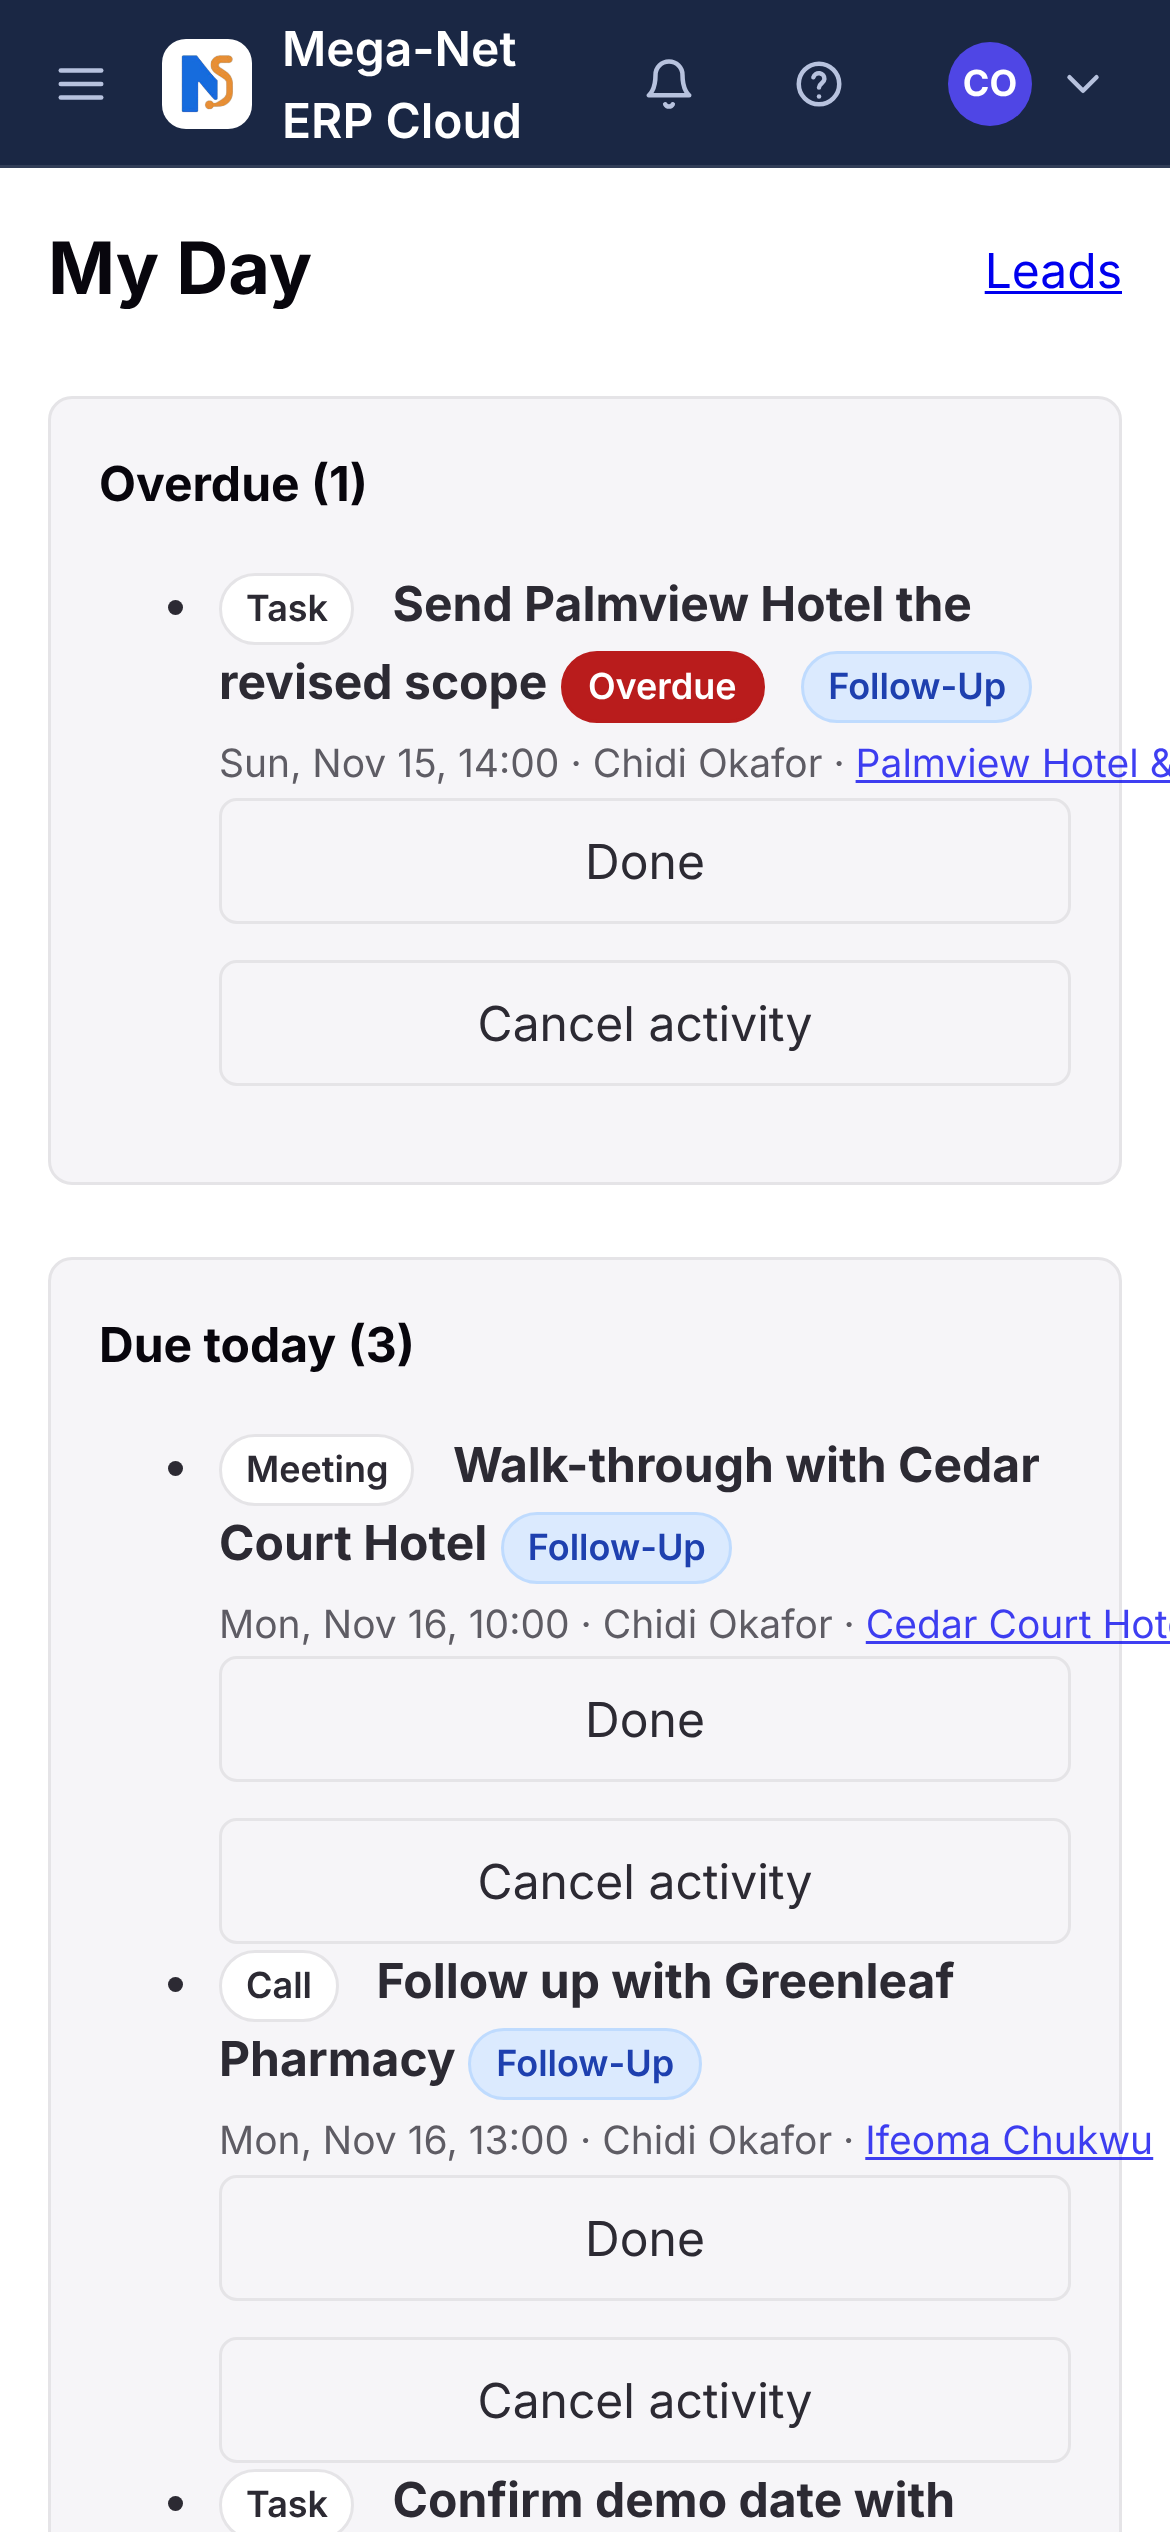 Mega-Net
ERP Cloud
CO
My Day
Leads
Overdue (1)
Task Send Palmview Hotel the
revised scope Overdue Follow-Up
Sun, Nov 15, 14:00 · Chidi Okafor · Palmview Hotel &
Done
Cancel activity
Due today (3)
Meeting Walk-through with Cedar
Court Hotel Follow-Up
Mon, Nov 16, 10:00 · Chidi Okafor · Cedar Court
Done
Cancel activity
Call Follow up with Greenleaf
Pharmacy Follow-Up
Mon, Nov 16, 13:00 · Chidi Okafor · Ifeoma Chukwu
Done
Cancel activity
Task Confirm demo date with